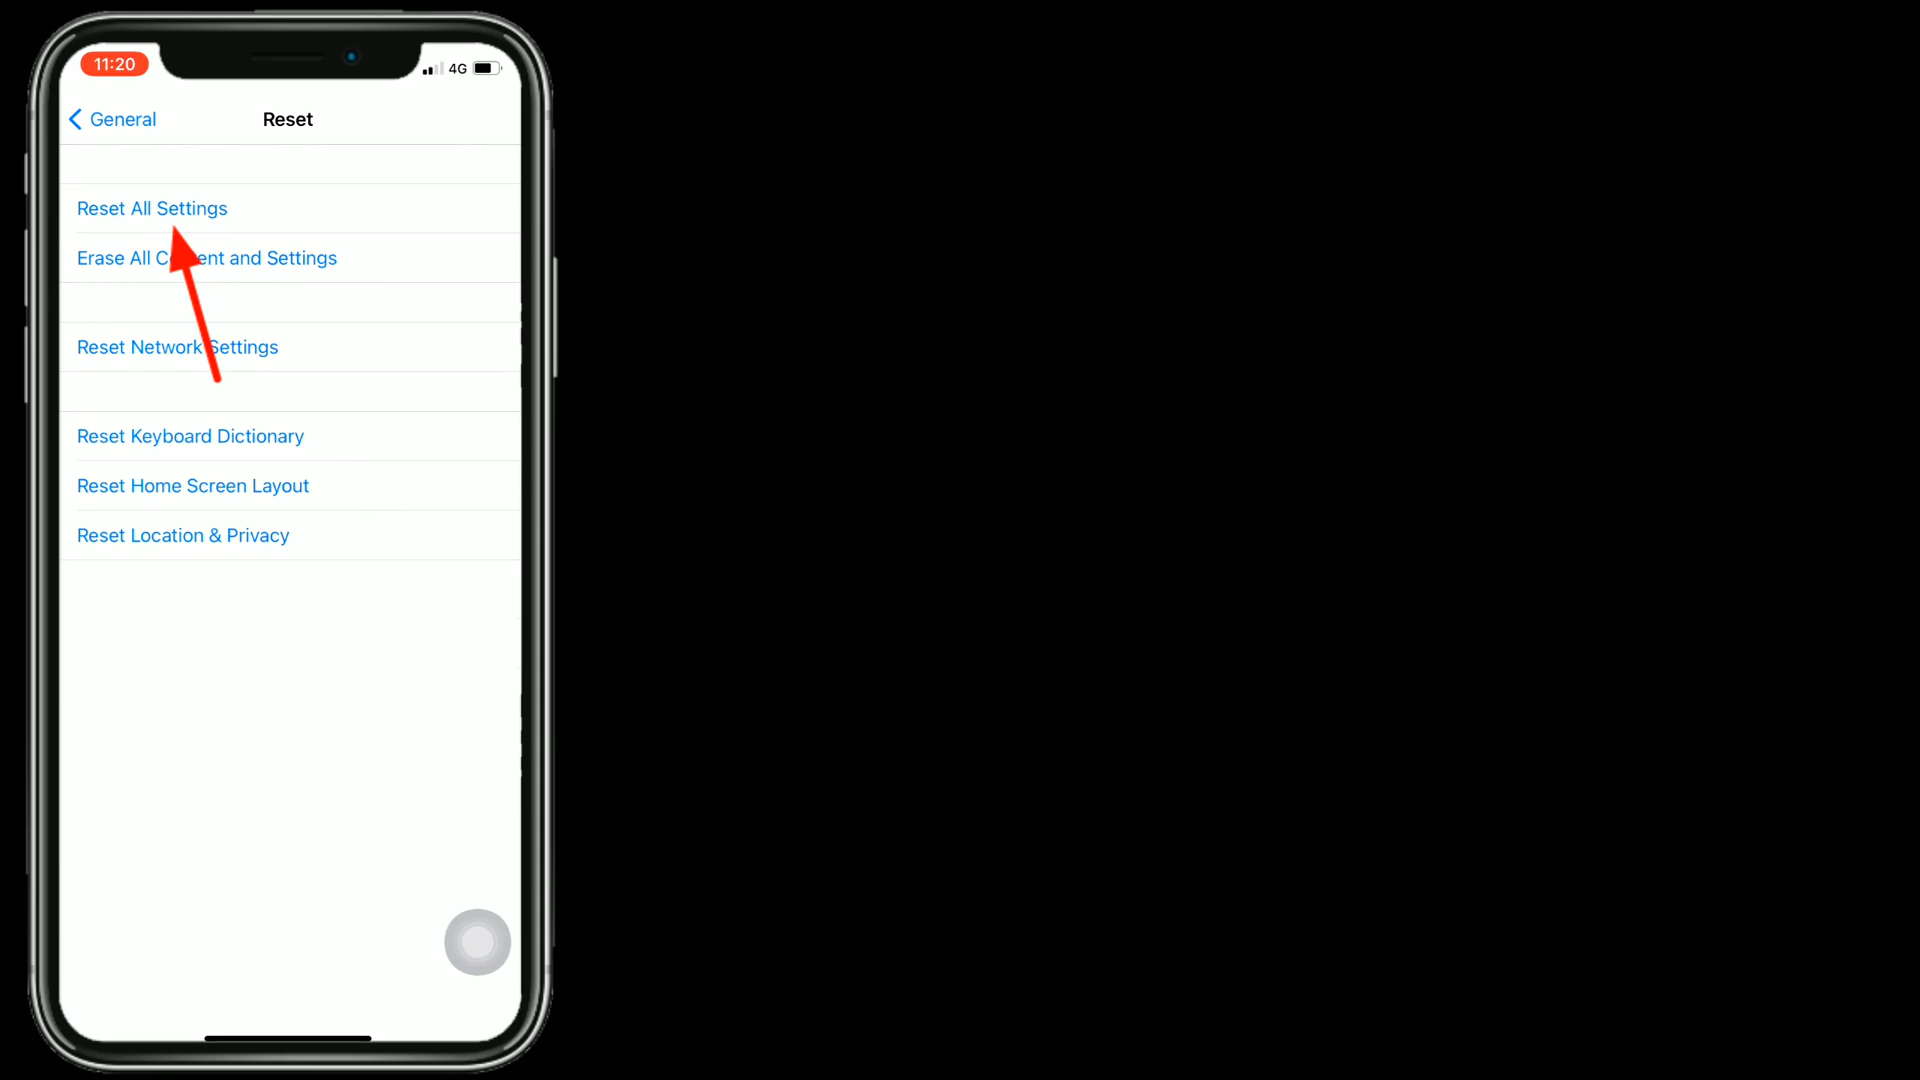 11:20
4G
General
Reset
Reset All Settings
Erase All C ent and Settings
Reset Network Settings
Reset Keyboard Dictionary
Reset Home Screen Layout
Reset Location & Privacy